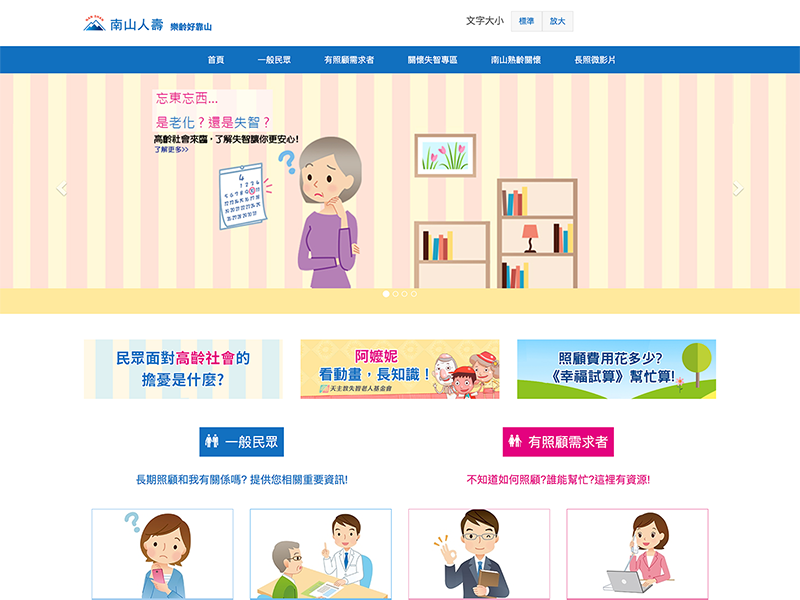 南山人壽 樂齡好靠山
文字大小 標準 放大
首頁 一般民眾 有照顧需求者 關懷失智專區 南山熟齡關懷 長照微影片
忘東忘西...
是老化？還是失智？
高齡社會來臨，了解失智讓你更安心!
了解更多>>
民眾面對高齡社會的
擔憂是什麼?
阿嬤妮
看動畫，長知識！
天主教失智老人基金會
照顧費用花多少?
《幸福試算》幫忙算!
一般民眾
有照顧需求者
長期照顧和我有關係嗎? 提供您相關重要資訊!
不知道如何照顧?誰能幫忙?這裡有資源!